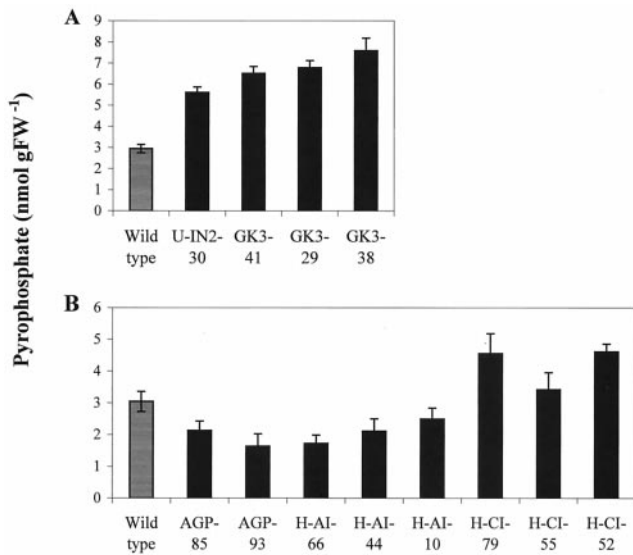 A
9
8
7
6
5
4
3
2
1
0
Wild type
U-IN2-30
GK3-41
GK3-29
GK3-38
Pyrophosphate (nmol gFW -1)
B
6
5
4
3
2
1
0
Wild type
AGP-85
AGP-93
H-AI-66
H-AI-44
H-AI-10
H-CI-79
H-CI-55
H-CI-52